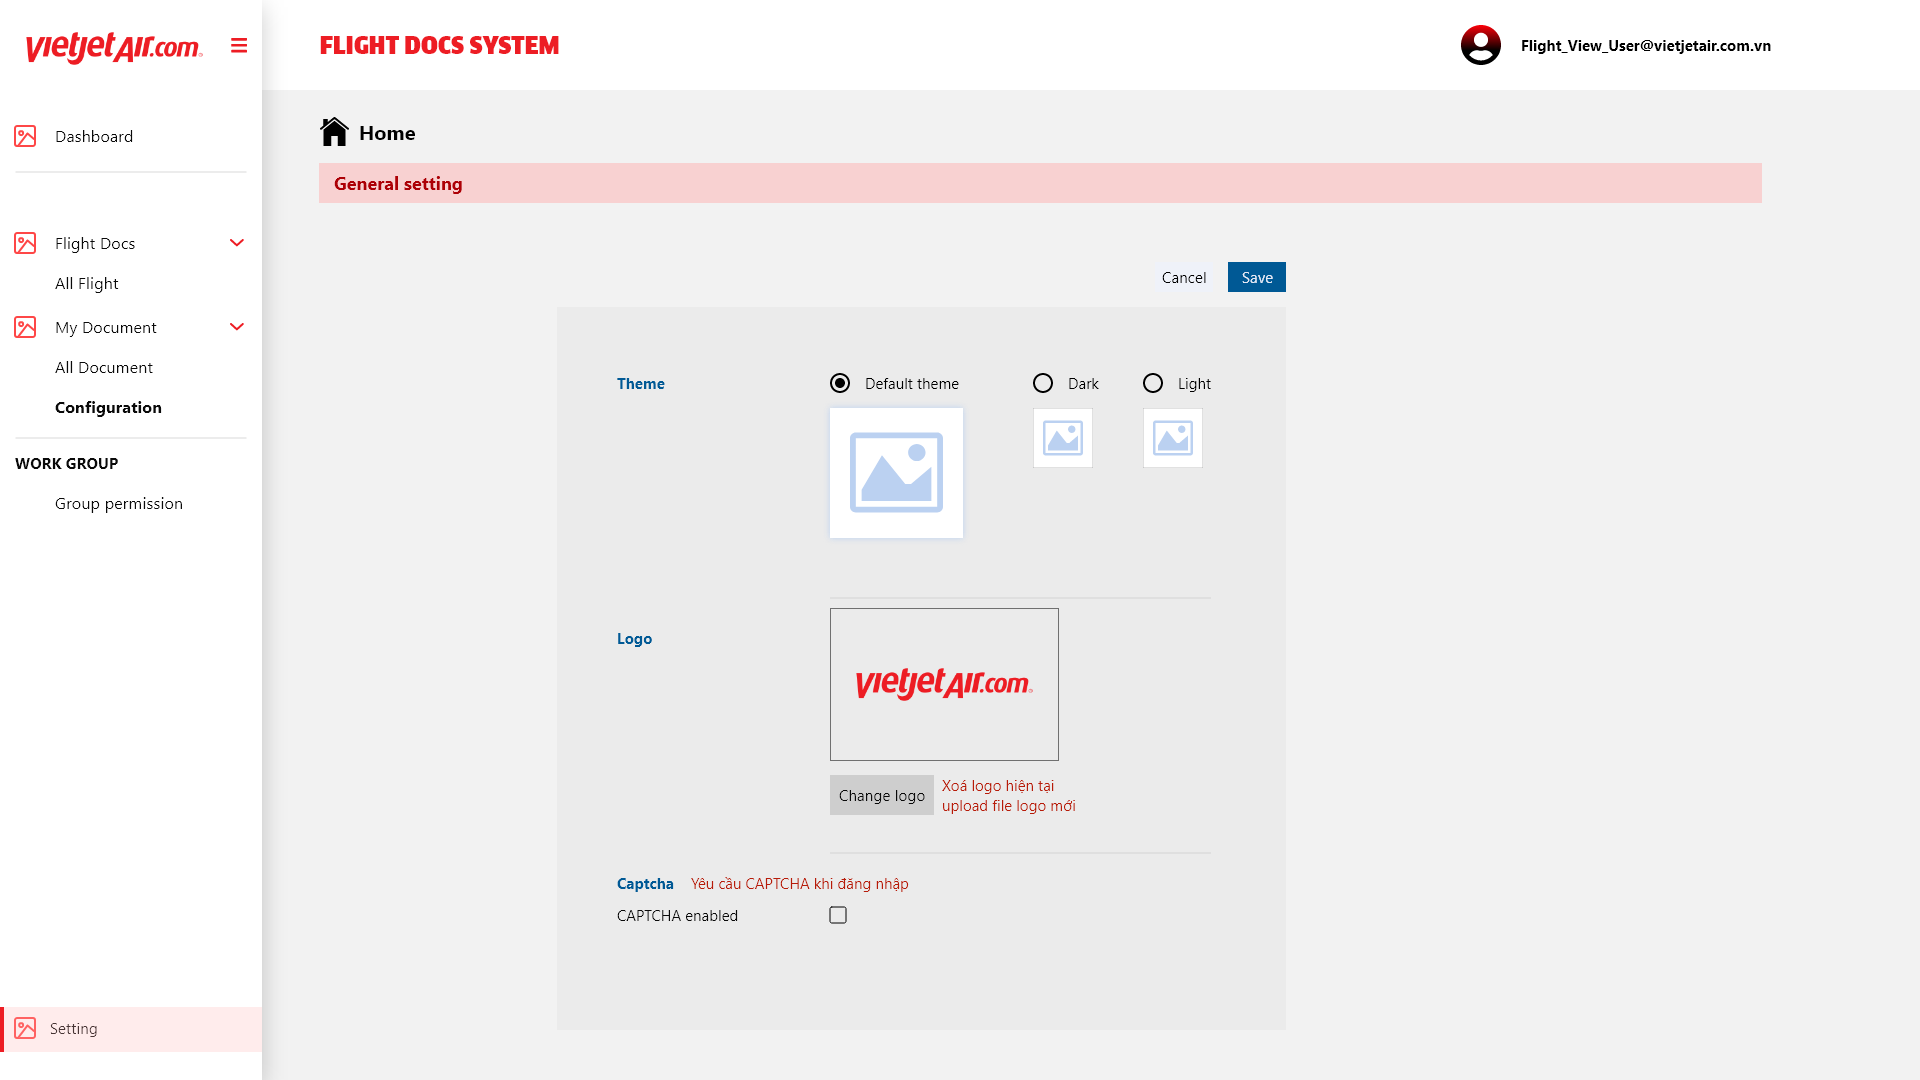 vietjetAir.com
FLIGHT DOCS SYSTEM
Flight_View_User@vietjetair.com.vn
Dashboard
Flight Docs
All Flight
My Document
All Document
Configuration
WORK GROUP
Group permission
Setting
Home
General setting
Cancel
Save
Theme
Default theme
Dark
Light
Logo
vietjetAir.com
Change logo
Xoá logo hiện tại
upload file logo mới
Captcha
Yêu cầu CAPTCHA khi đăng nhập
CAPTCHA enabled